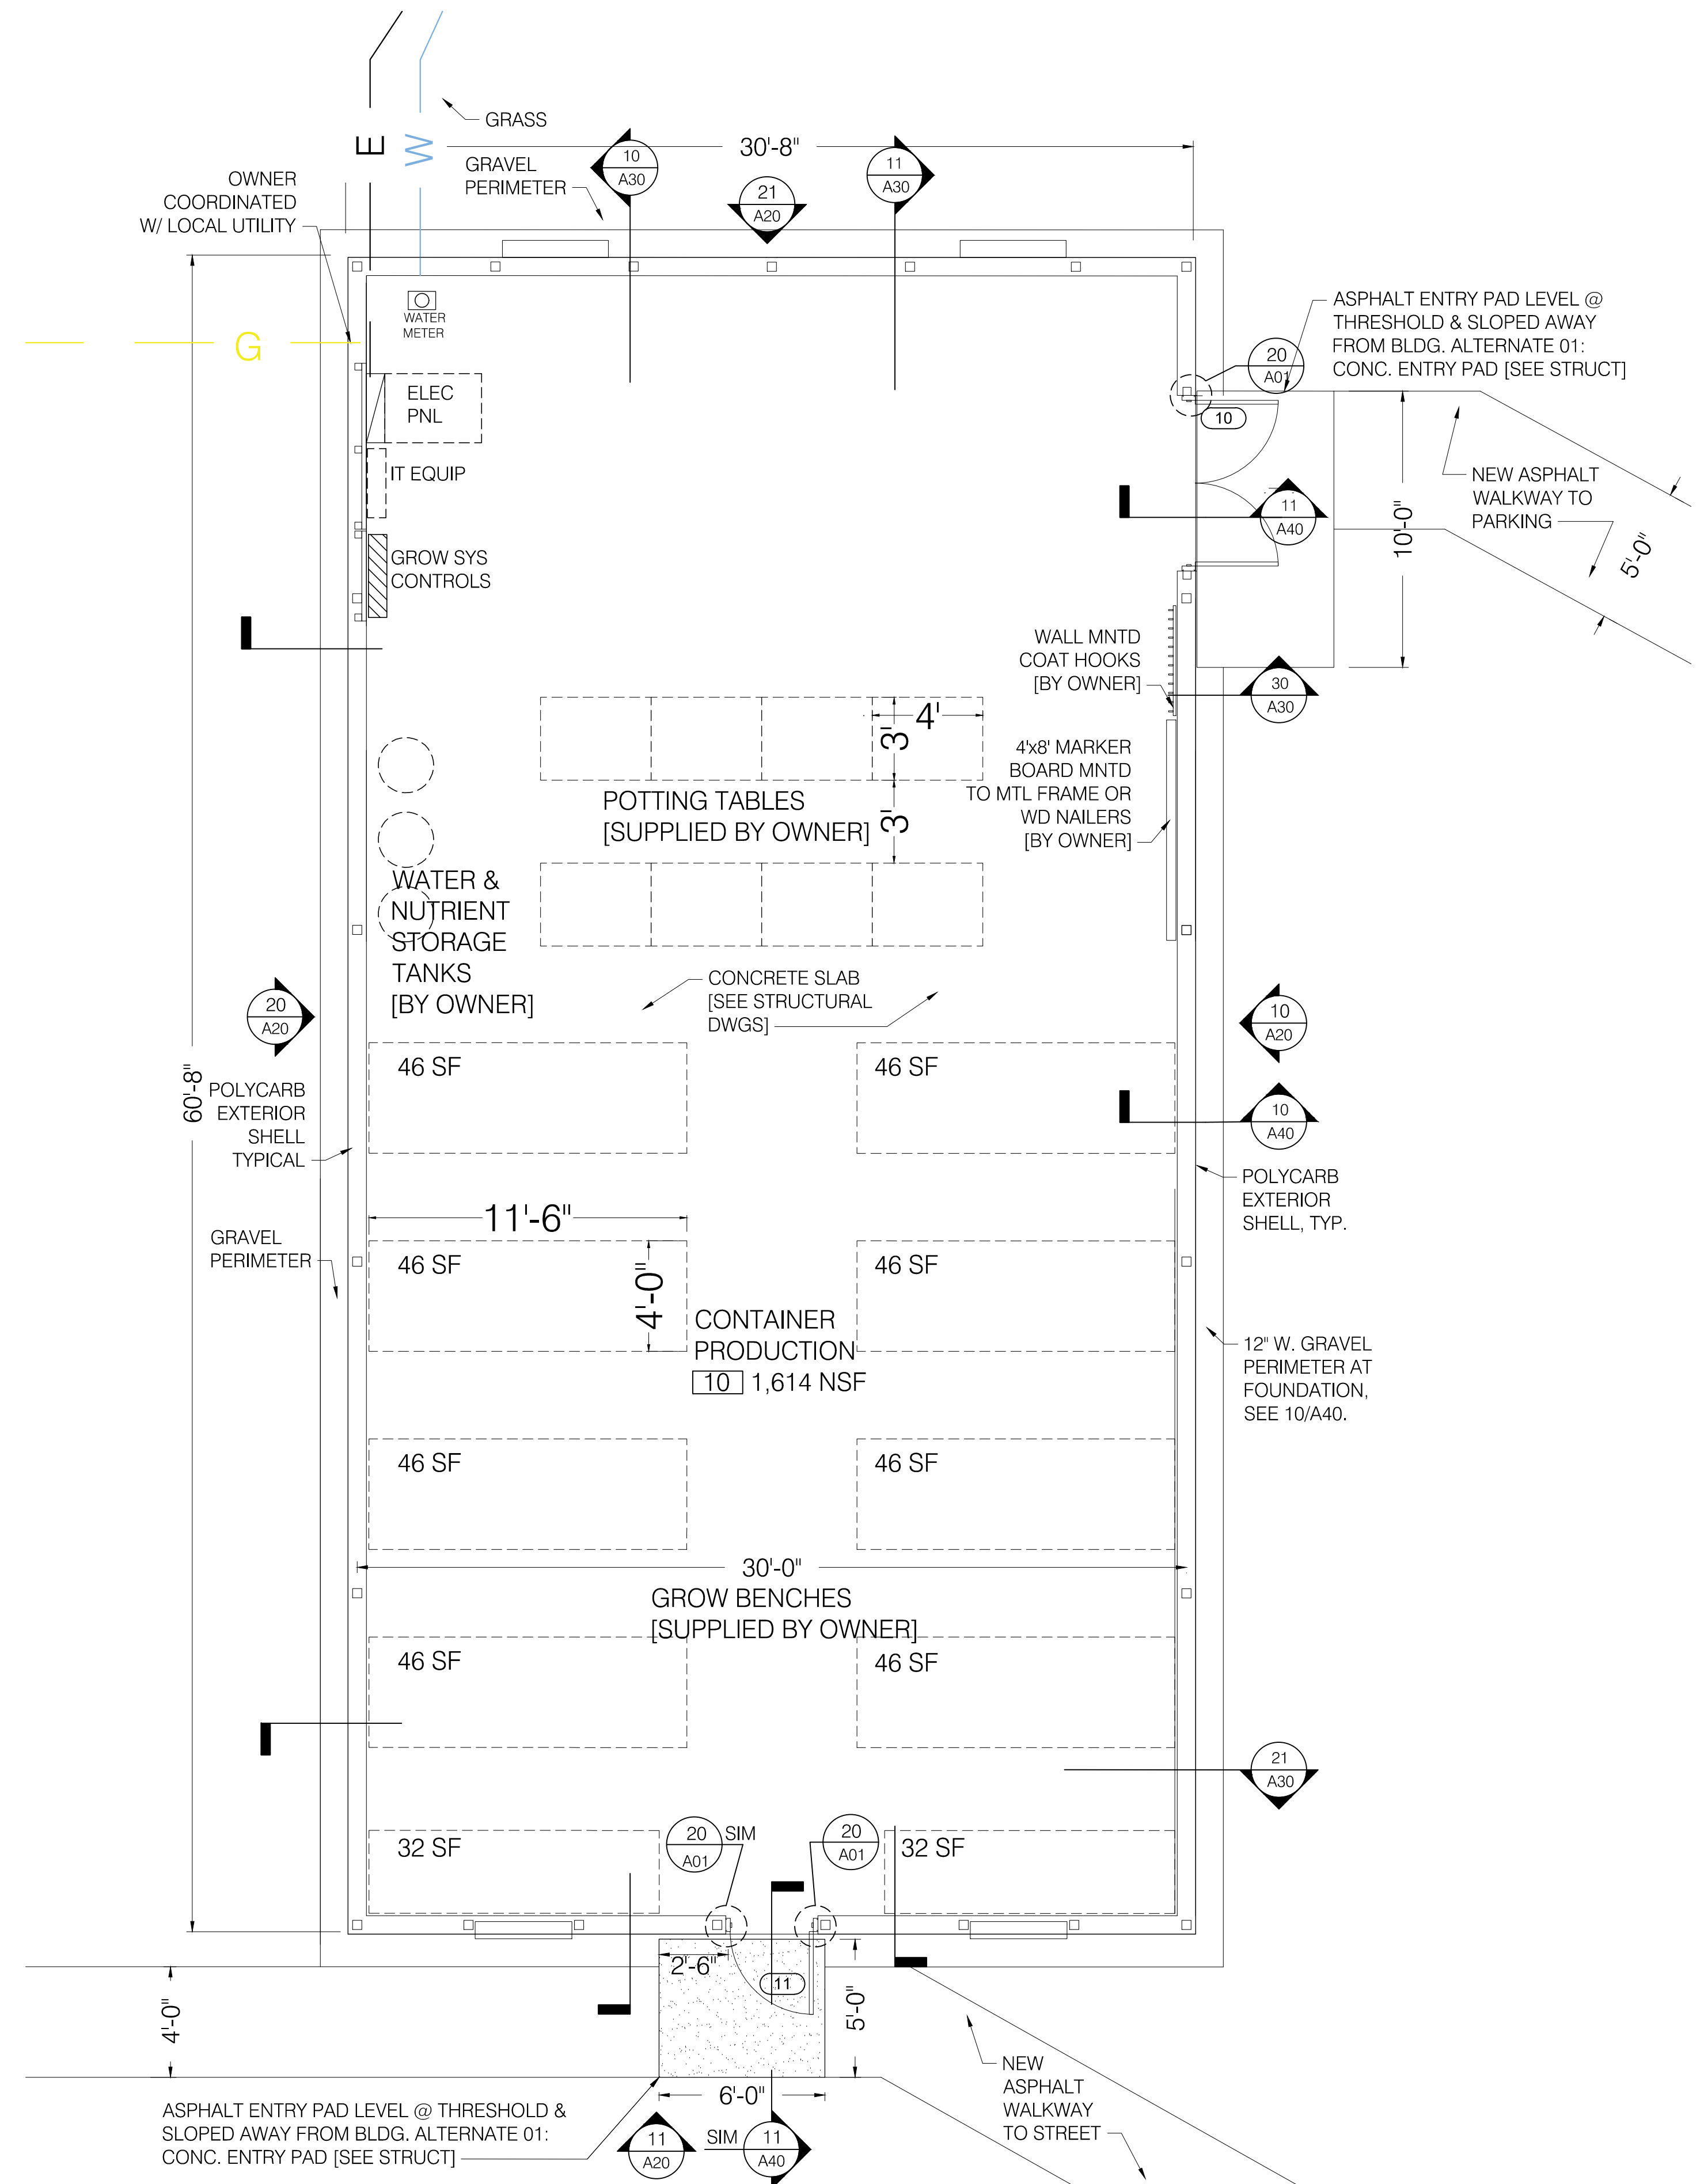 GRASS
E
W
30'-8"
GRAVEL
PERIMETER
10
A30
21
A20
11
A30
OWNER
COORDINATED
W/ LOCAL UTILITY
G
WATER
METER
ELEC
PNL
IT EQUIP
GROW SYS
CONTROLS
ASPHALT ENTRY PAD LEVEL @
THRESHOLD & SLOPED AWAY
FROM BLDG. ALTERNATE 01:
CONC. ENTRY PAD [SEE STRUCT]
20
A01
10
11
A40
10'-0"
NEW ASPHALT
WALKWAY TO
PARKING
5'-0"
WALL MNTD
COAT HOOKS
[BY OWNER]
30
A30
4'x8' MARKER
BOARD MNTD
TO MTL FRAME OR
WD NAILERS
[BY OWNER]
4'
3'
3'
POTTING TABLES
[SUPPLIED BY OWNER]
WATER &
NUTRIENT
STORAGE
TANKS
[BY OWNER]
CONCRETE SLAB
[SEE STRUCTURAL
DWGS]
20
A20
10
A20
60'-8"
POLYCARB
EXTERIOR
SHELL
TYPICAL
46 SF
46 SF
10
A40
POLYCARB
EXTERIOR
SHELL, TYP.
GRAVEL
PERIMETER
11'-6"
46 SF
4'-0"
46 SF
CONTAINER
PRODUCTION
10 1,614 NSF
12" W. GRAVEL
PERIMETER AT
FOUNDATION,
SEE 10/A40.
46 SF
46 SF
30'-0"
GROW BENCHES
[SUPPLIED BY OWNER]
46 SF
46 SF
21
A30
32 SF
20
A01
SIM
20
A01
32 SF
2'-6"
11
5'-0"
4'-0"
6'-0"
NEW
ASPHALT
WALKWAY
TO STREET
ASPHALT ENTRY PAD LEVEL @ THRESHOLD &
SLOPED AWAY FROM BLDG. ALTERNATE 01:
CONC. ENTRY PAD [SEE STRUCT]
11
A20
SIM
11
A40